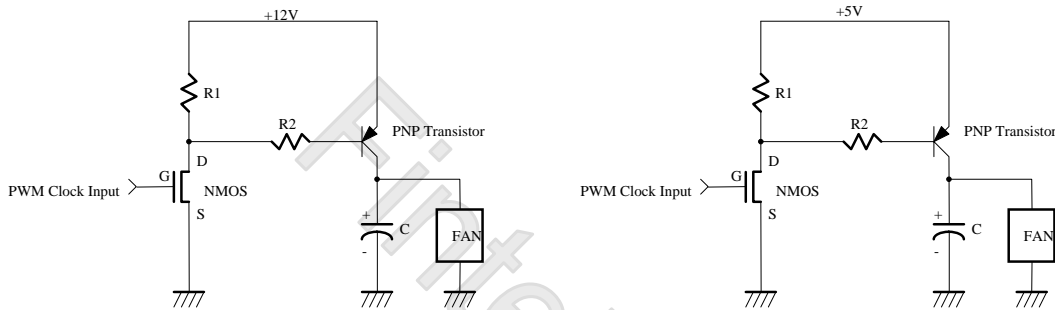 +12V
R1
R2
PNP Transistor
D
G
PWM Clock Input
NMOS
S
+
C
-
FAN
+5V
R1
R2
PNP Transistor
D
G
PWM Clock Input
NMOS
S
+
C
-
FAN
Finte